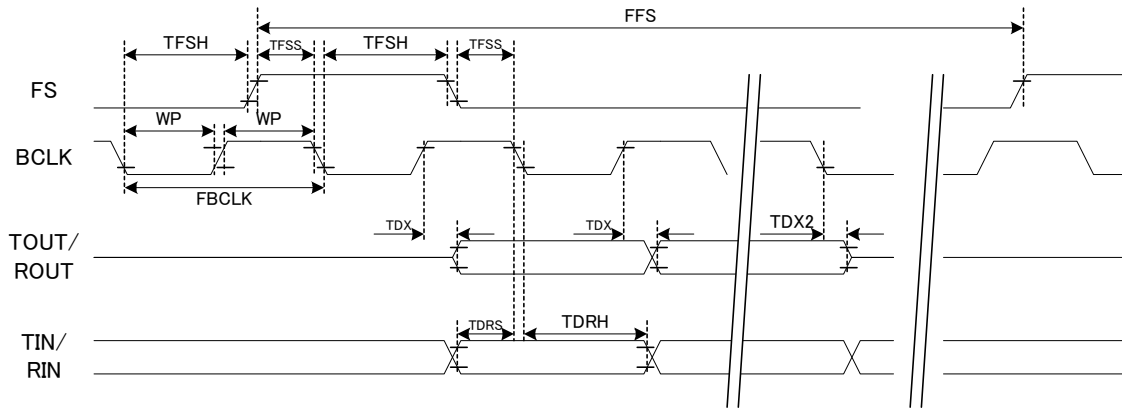 FFS
TFSH TFSS TFSH TFSS
FS
WP WP
BCLK
FBCLK
TDX TDX TDX2
TOUT/
ROUT
TDRS TDRH
TIN/
RIN